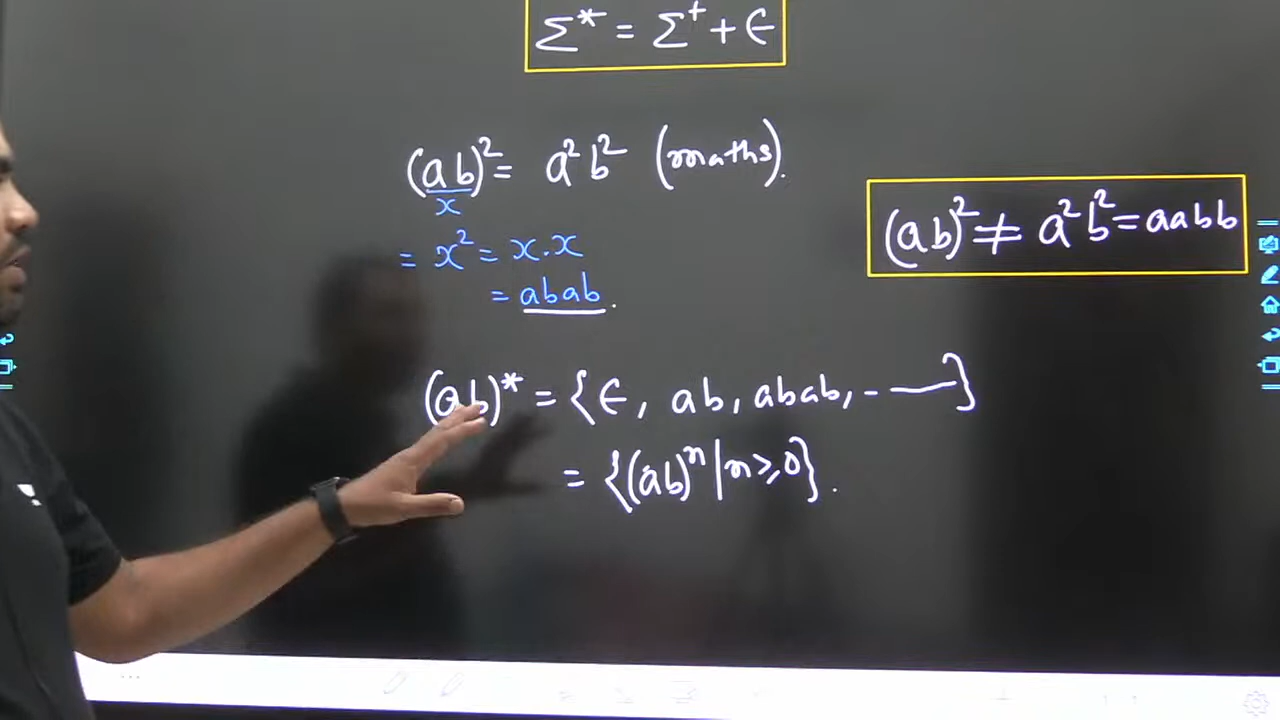 Σ* = Σ⁺ + ∈
(ab)² = a²b² (maths).
x
= x² = x.x
= abab.
(ab)² ≠ a²b² = aabb
(ab)* = {∈, ab, abab, - —}
= {(ab)ⁿ | n ≥ 0}.